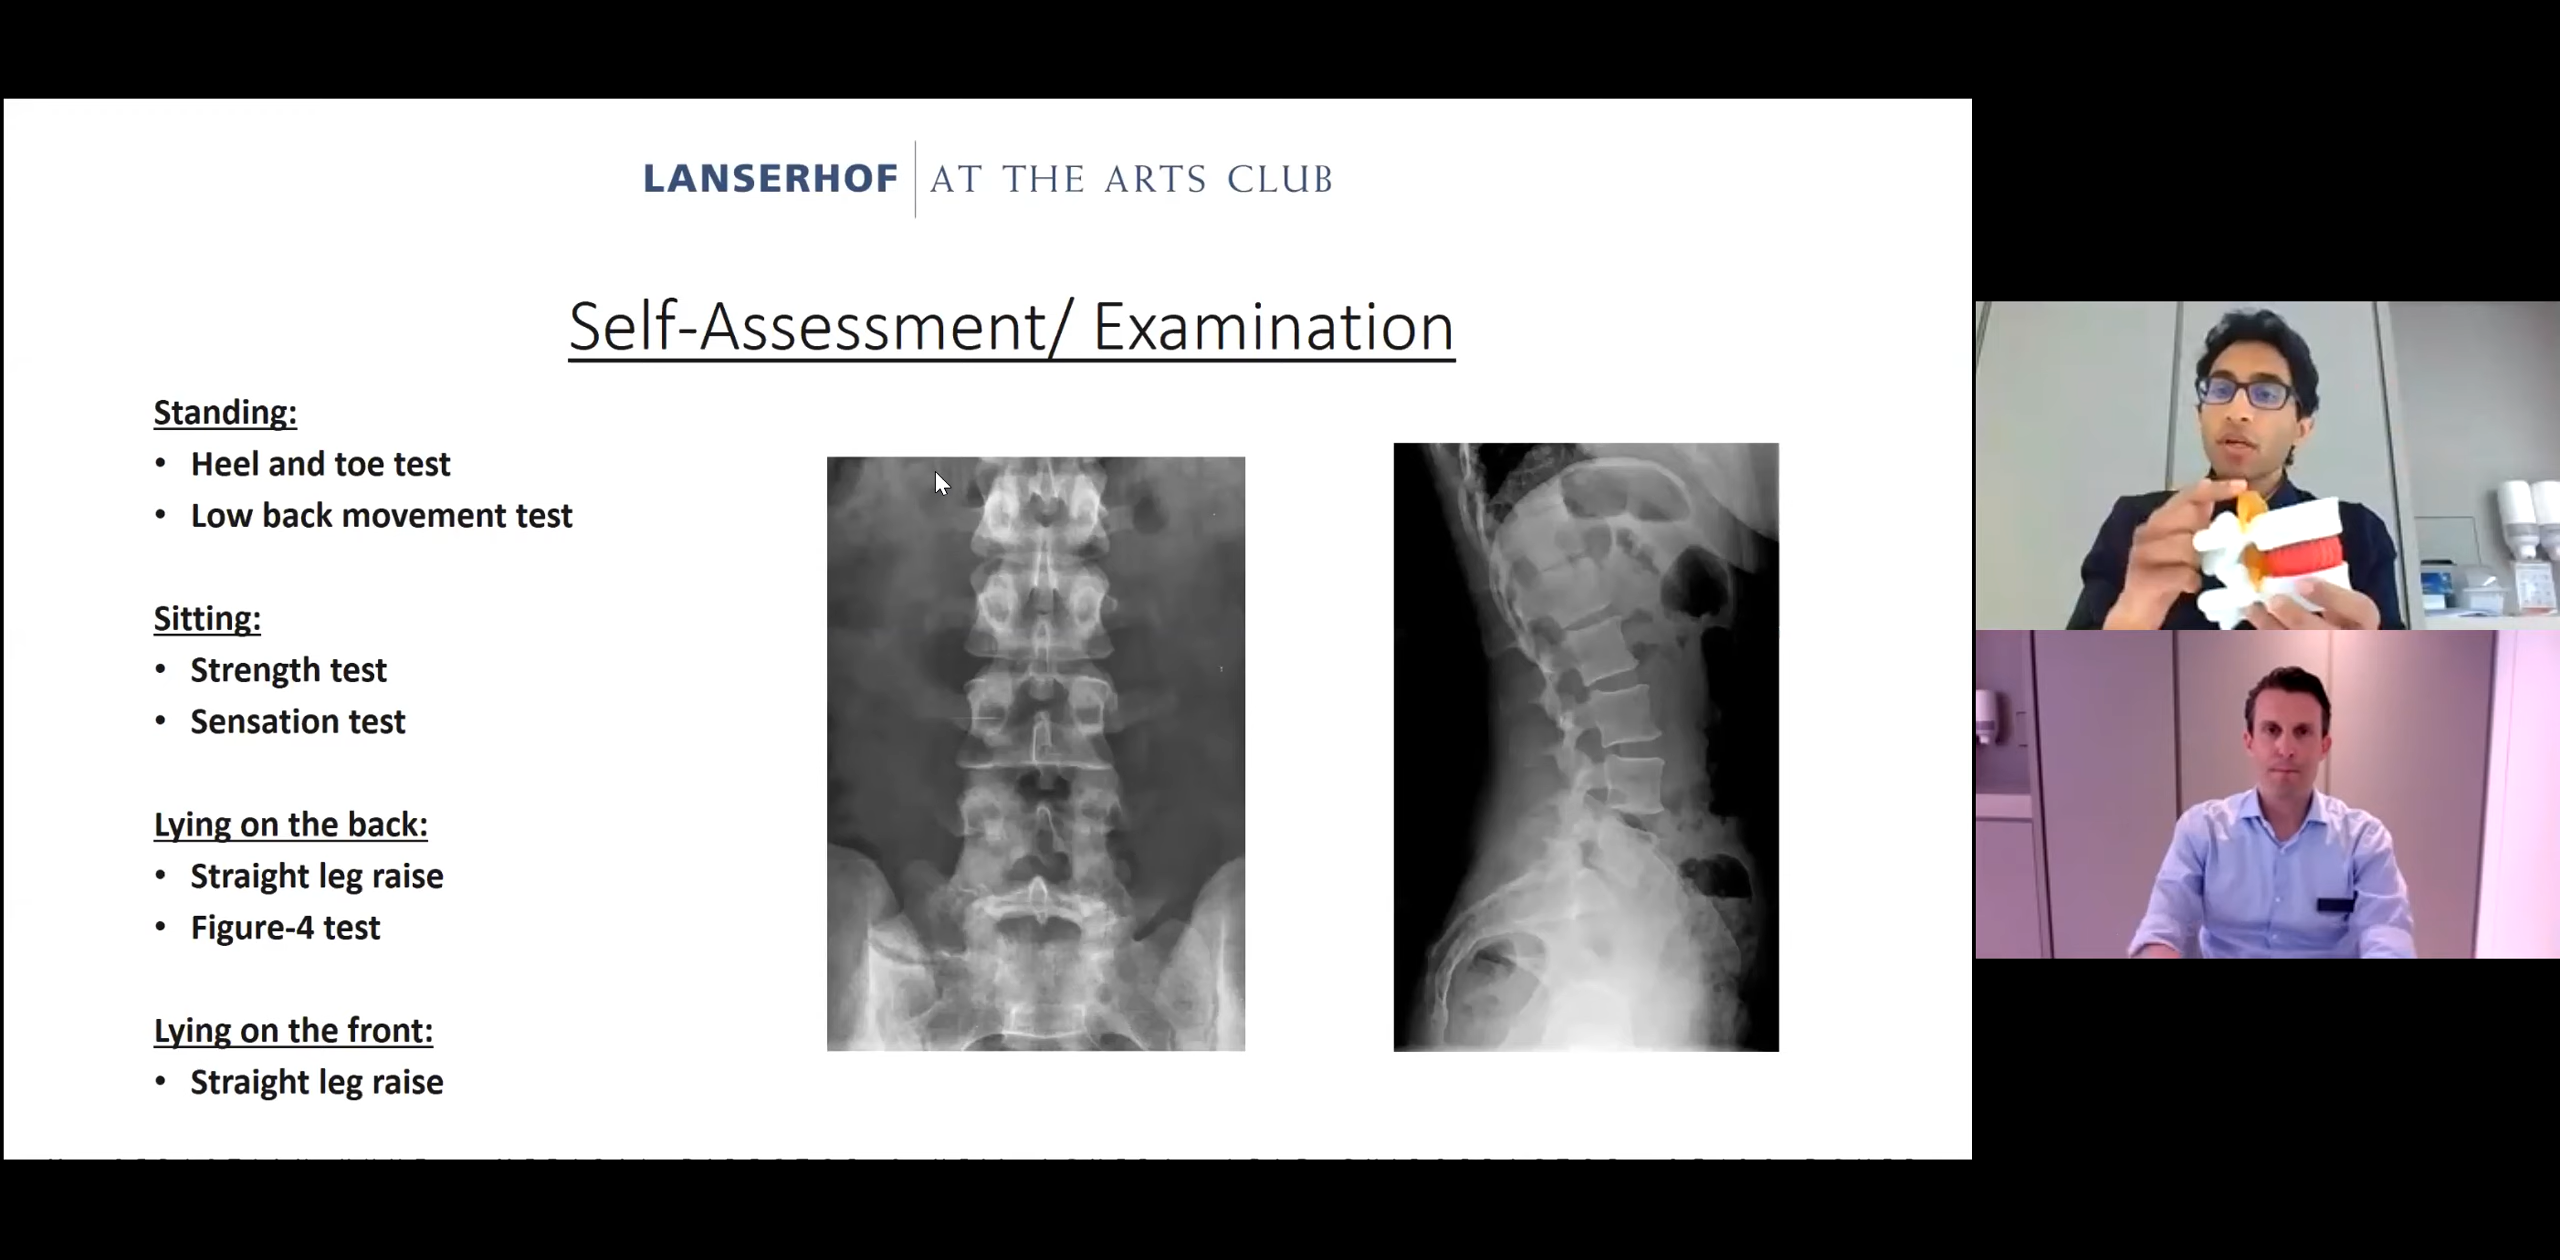 LANSERHOF AT THE ARTS CLUB
Self-Assessment/ Examination
Standing:
• Heel and toe test
• Low back movement test
Sitting:
• Strength test
• Sensation test
Lying on the back:
• Straight leg raise
• Figure-4 test
Lying on the front:
• Straight leg raise